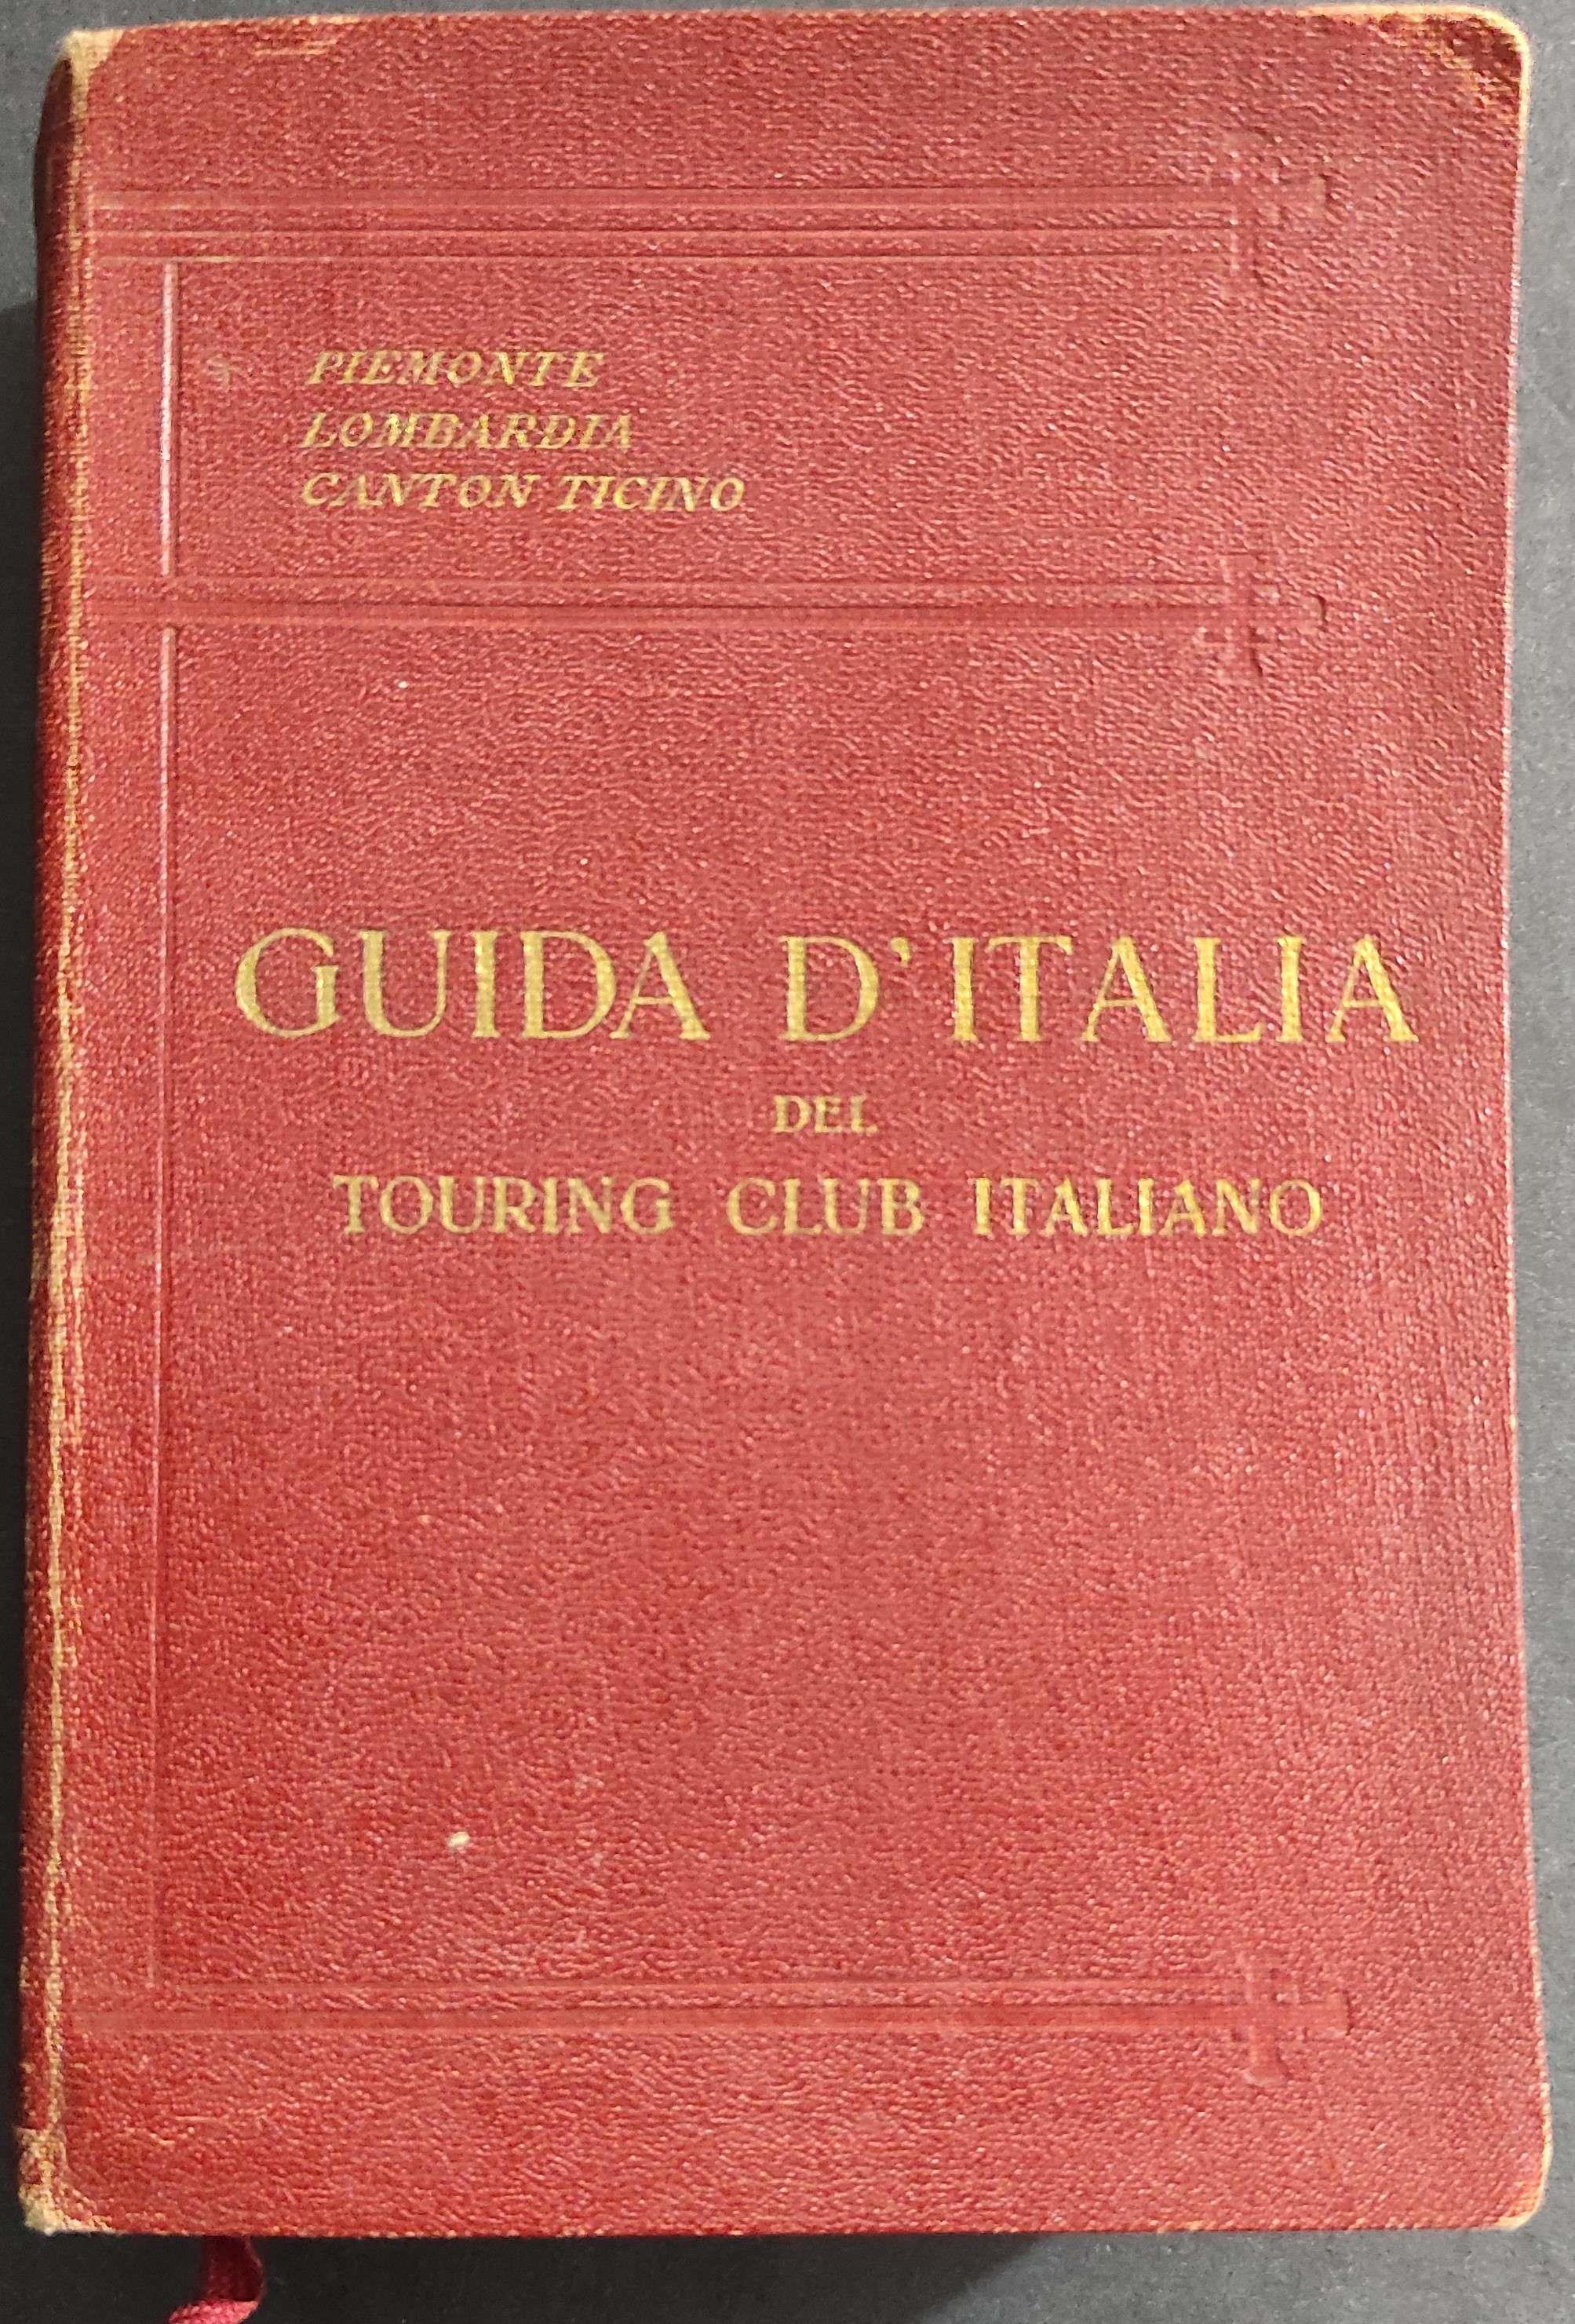 PIEMONTE
LOMBARDIA
CANTON TICINO
GUIDA D'ITALIA
DEL
TOURING CLUB ITALIANO